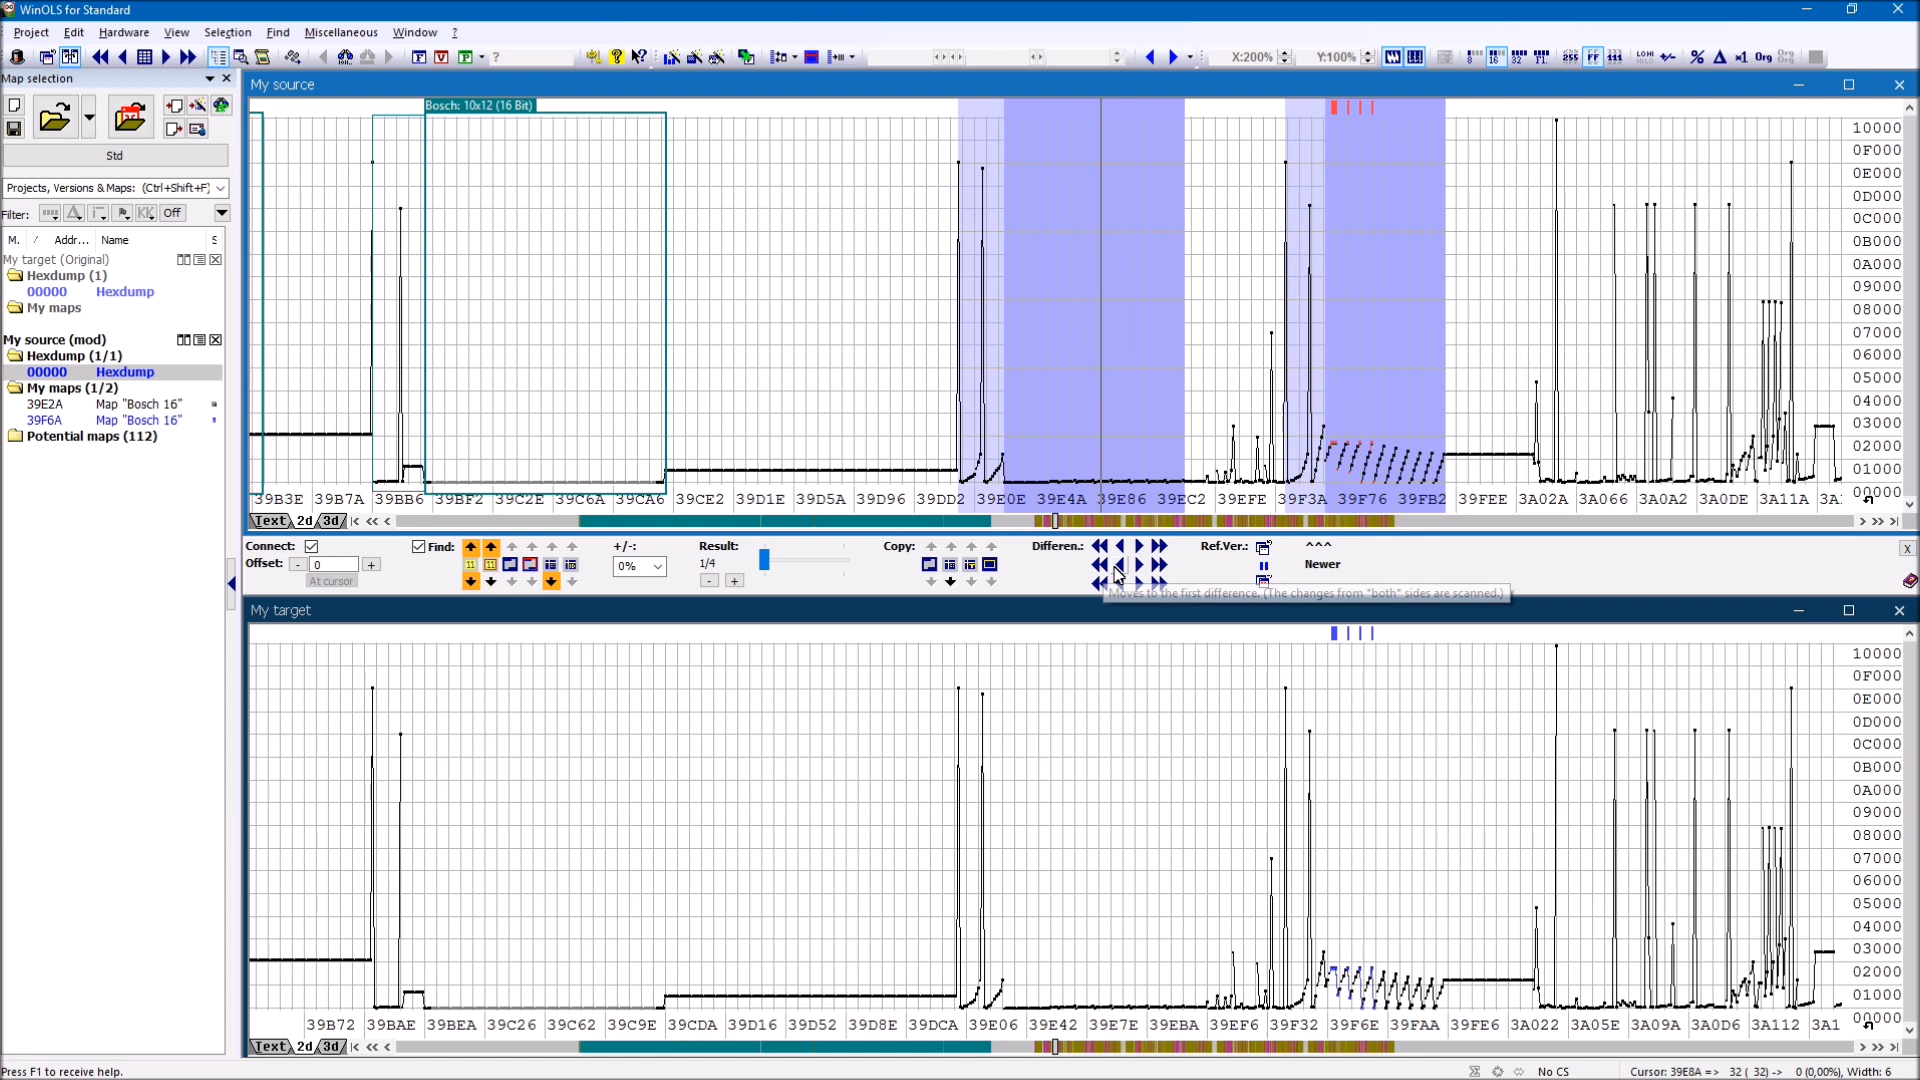 WinOLS for Standard
Project Edit Hardware View Selection Find Miscellaneous Window ?
X:200% Y:100%
Map selection
My source
Std
Projects, Versions & Maps: (Ctrl+Shift+F)
Filter: Off
M. / Addr... Name S
My target (Original)
Hexdump (1)
00000 Hexdump
My maps
My source (mod)
Hexdump (1/1)
00000 Hexdump
My maps (1/2)
39E2A Map "Bosch 16"
39F6A Map "Bosch 16"
Potential maps (112)
Bosch: 10x12 (16 Bit)
10000
0F000
0E000
0D000
0C000
0B000
0A000
09000
08000
07000
06000
05000
04000
03000
02000
01000
00000
39B3E 39B7A 39BB6 39BF2 39C2E 39C6A 39CA6 39CE2 39D1E 39D5A 39D96 39DD2 39E0E 39E4A 39E86 39EC2 39EFE 39F3A 39F76 39FB2 39FEE 3A02A 3A066 3A0A2 3A0DE 3A11A 3A
Text 2d 3d
Connect: Find: +/-: Result: Copy: Differen.: Ref.Ver.: ^^^
Offset: - 0 + 0% 1/4 Newer
At cursor - +
Moves to the first difference. (The changes from "both" sides are scanned.)
My target
10000
0F000
0E000
0D000
0C000
0B000
0A000
09000
08000
07000
06000
05000
04000
03000
02000
01000
00000
39B72 39BAE 39BEA 39C26 39C62 39C9E 39CDA 39D16 39D52 39D8E 39DCA 39E06 39E42 39E7E 39EBA 39EF6 39F32 39F6E 39FAA 39FE6 3A022 3A05E 3A09A 3A0D6 3A112 3A1
Text 2d 3d
Press F1 to receive help.
No CS
Cursor: 39E8A => 32 ( 32) -> 0 (0,00%), Width: 6